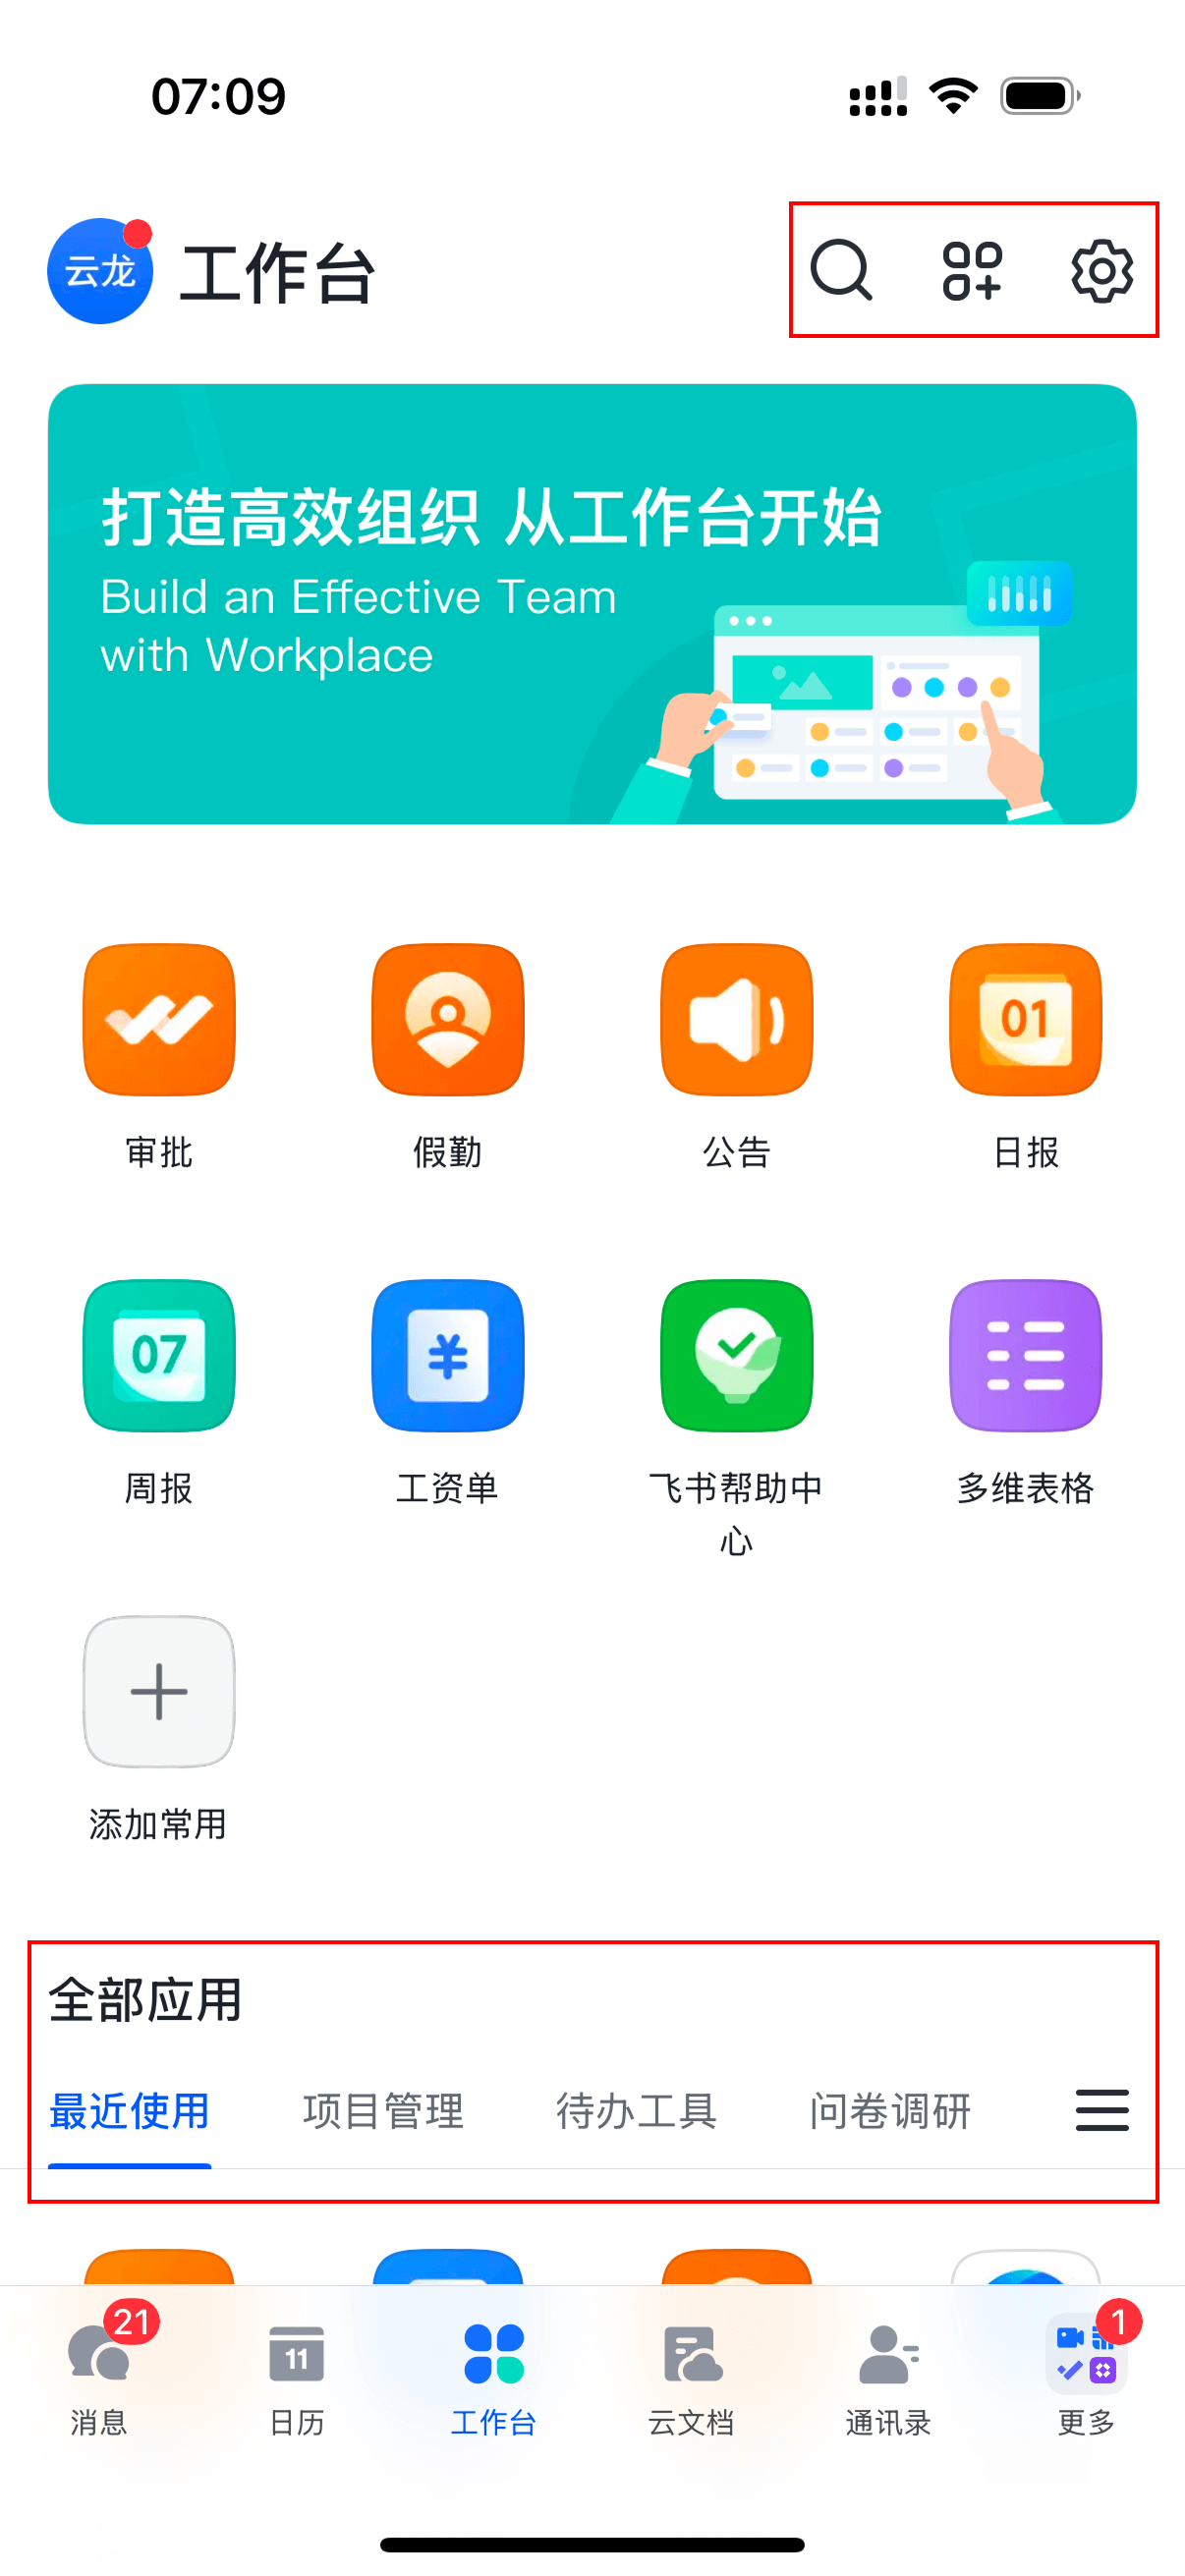 07:09
云龙
工作台
打造高效组织 从工作台开始
Build an Effective Team
with Workplace
01
审批
假勤
公告
日报
07
¥
周报
工资单
飞书帮助中
心
多维表格
添加常用
全部应用
最近使用
项目管理
待办工具
问卷调研
21
11
1
消息
日历
工作台
云文档
通讯录
更多